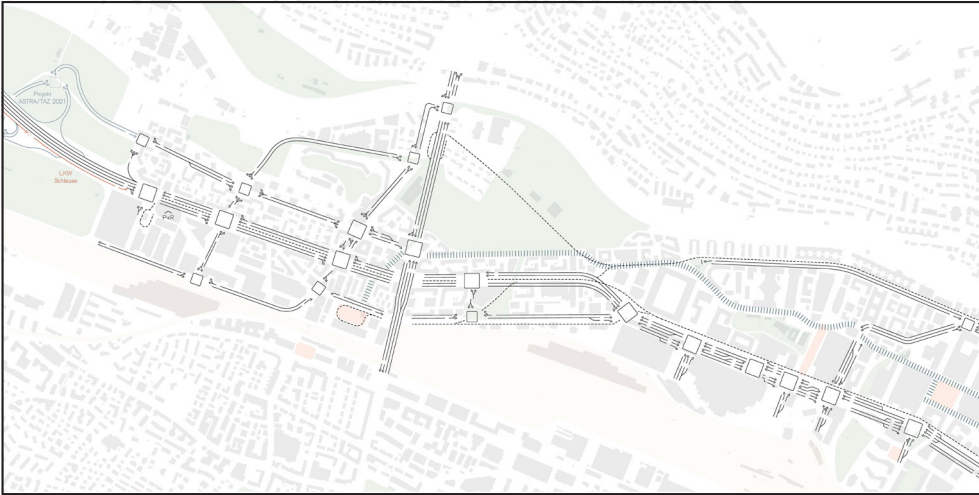 Projekt
ASTRA/TAZ 2021
LKW
Schleuse
P+R